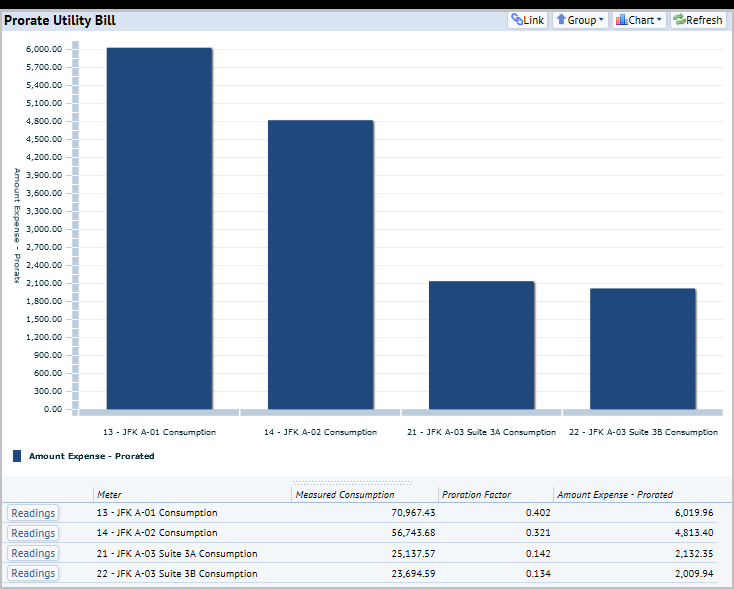 Prorate Utility Bill Link Group Chart Refresh
6,000.00
5,700.00
5,400.00
5,100.00
4,800.00
4,500.00
4,200.00
3,900.00
3,600.00
3,300.00
3,000.00
2,700.00
2,400.00
2,100.00
1,800.00
1,500.00
1,200.00
900.00
600.00
300.00
0.00
Amount Expense - Prorate
13 - JFK A-01 Consumption 14 - JFK A-02 Consumption 21 - JFK A-03 Suite 3A Consumption 22 - JFK A-03 Suite 3B Consumption
Amount Expense - Prorated
Meter Measured Consumption Proration Factor Amount Expense - Prorated
Readings 13 - JFK A-01 Consumption 70,967.43 0.402 6,019.96
Readings 14 - JFK A-02 Consumption 56,743.68 0.321 4,813.40
Readings 21 - JFK A-03 Suite 3A Consumption 25,137.57 0.142 2,132.35
Readings 22 - JFK A-03 Suite 3B Consumption 23,694.59 0.134 2,009.94